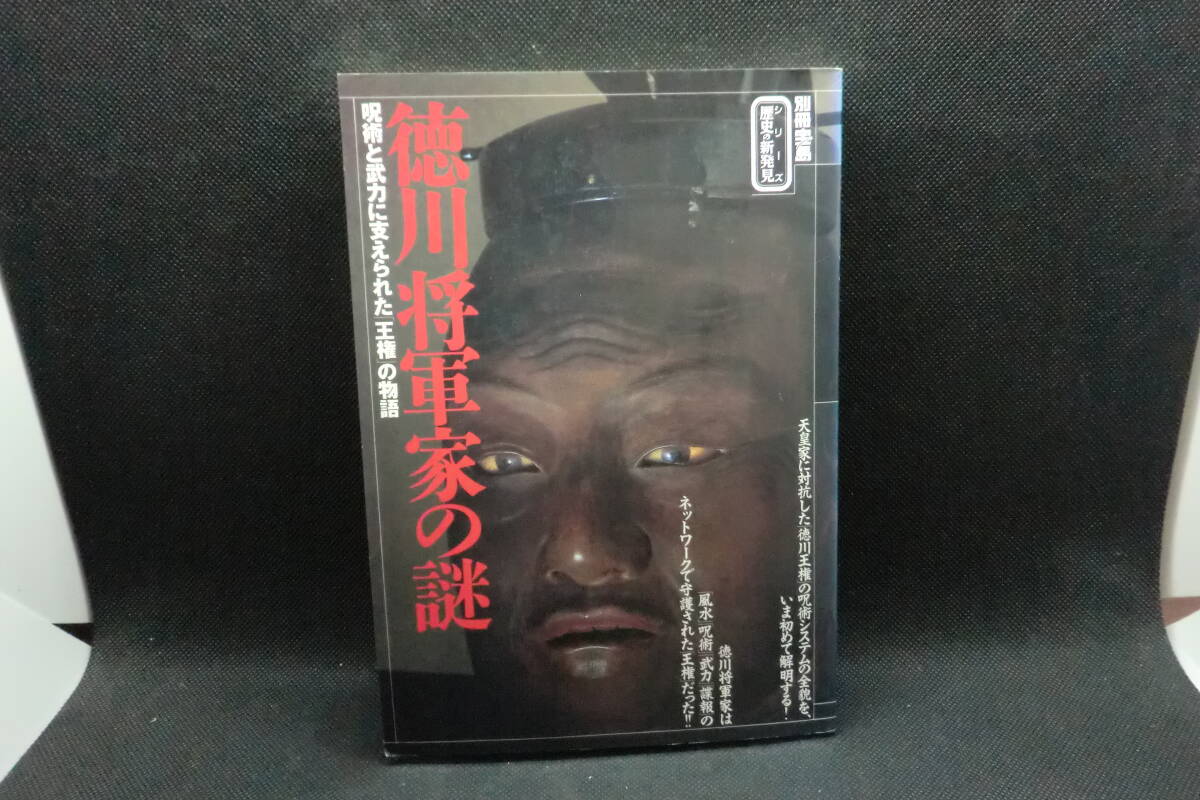 別冊宝島
シリーズ
歴史の新発見
徳川将軍家の謎
呪術と武力に支えられた「王権」の物語
天皇家に対抗した徳川王権の呪術システムの全貌を、
いま初めて解明する!
徳川将軍家は
「風水」「呪術」「武力」「諜報」の
ネットワークで守護された「王権」だった!!